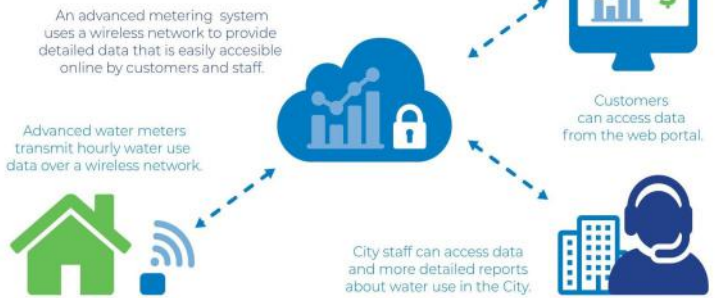 An advanced metering system
uses a wireless network to provide
detailed data that is easily accesible
online by customers and staff.
$
Customers
can access data
from the web portal.
Advanced water meters
transmit hourly water use
data over a wireless network.
City staff can access data
and more detailed reports
about water use in the City.